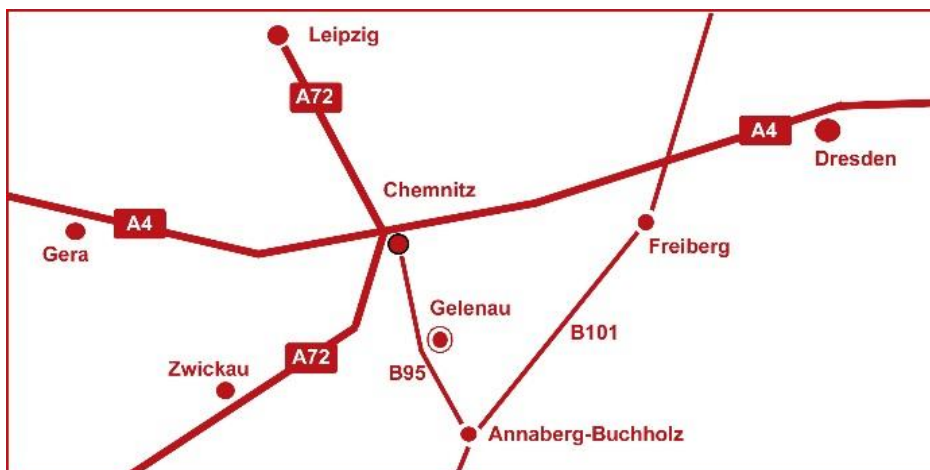 Leipzig
A72
A4
Dresden
Chemnitz
A4
Gera
Freiberg
Gelenau
B101
A72
Zwickau
B95
Annaberg-Buchholz